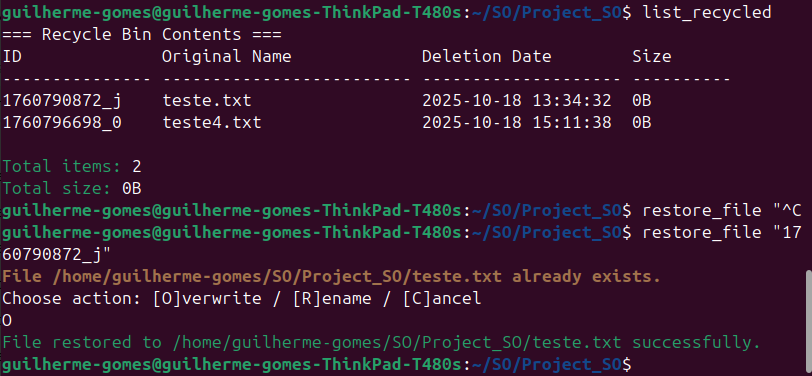 guilherme-gomes@guilherme-gomes-ThinkPad-T480s:~/SO/Project_SO$ list_recycled
=== Recycle Bin Contents ===
ID              Original Name             Deletion Date        Size
--------------- ------------------------- -------------------- ----------
1760790872_j    teste.txt                 2025-10-18 13:34:32  0B
1760796698_0    teste4.txt                2025-10-18 15:11:38  0B

Total items: 2
Total size: 0B
guilherme-gomes@guilherme-gomes-ThinkPad-T480s:~/SO/Project_SO$ restore_file "^C
guilherme-gomes@guilherme-gomes-ThinkPad-T480s:~/SO/Project_SO$ restore_file "17
60790872_j"
File /home/guilherme-gomes/SO/Project_SO/teste.txt already exists.
Choose action: [O]verwrite / [R]ename / [C]ancel
O
File restored to /home/guilherme-gomes/SO/Project_SO/teste.txt successfully.
guilherme-gomes@guilherme-gomes-ThinkPad-T480s:~/SO/Project_SO$